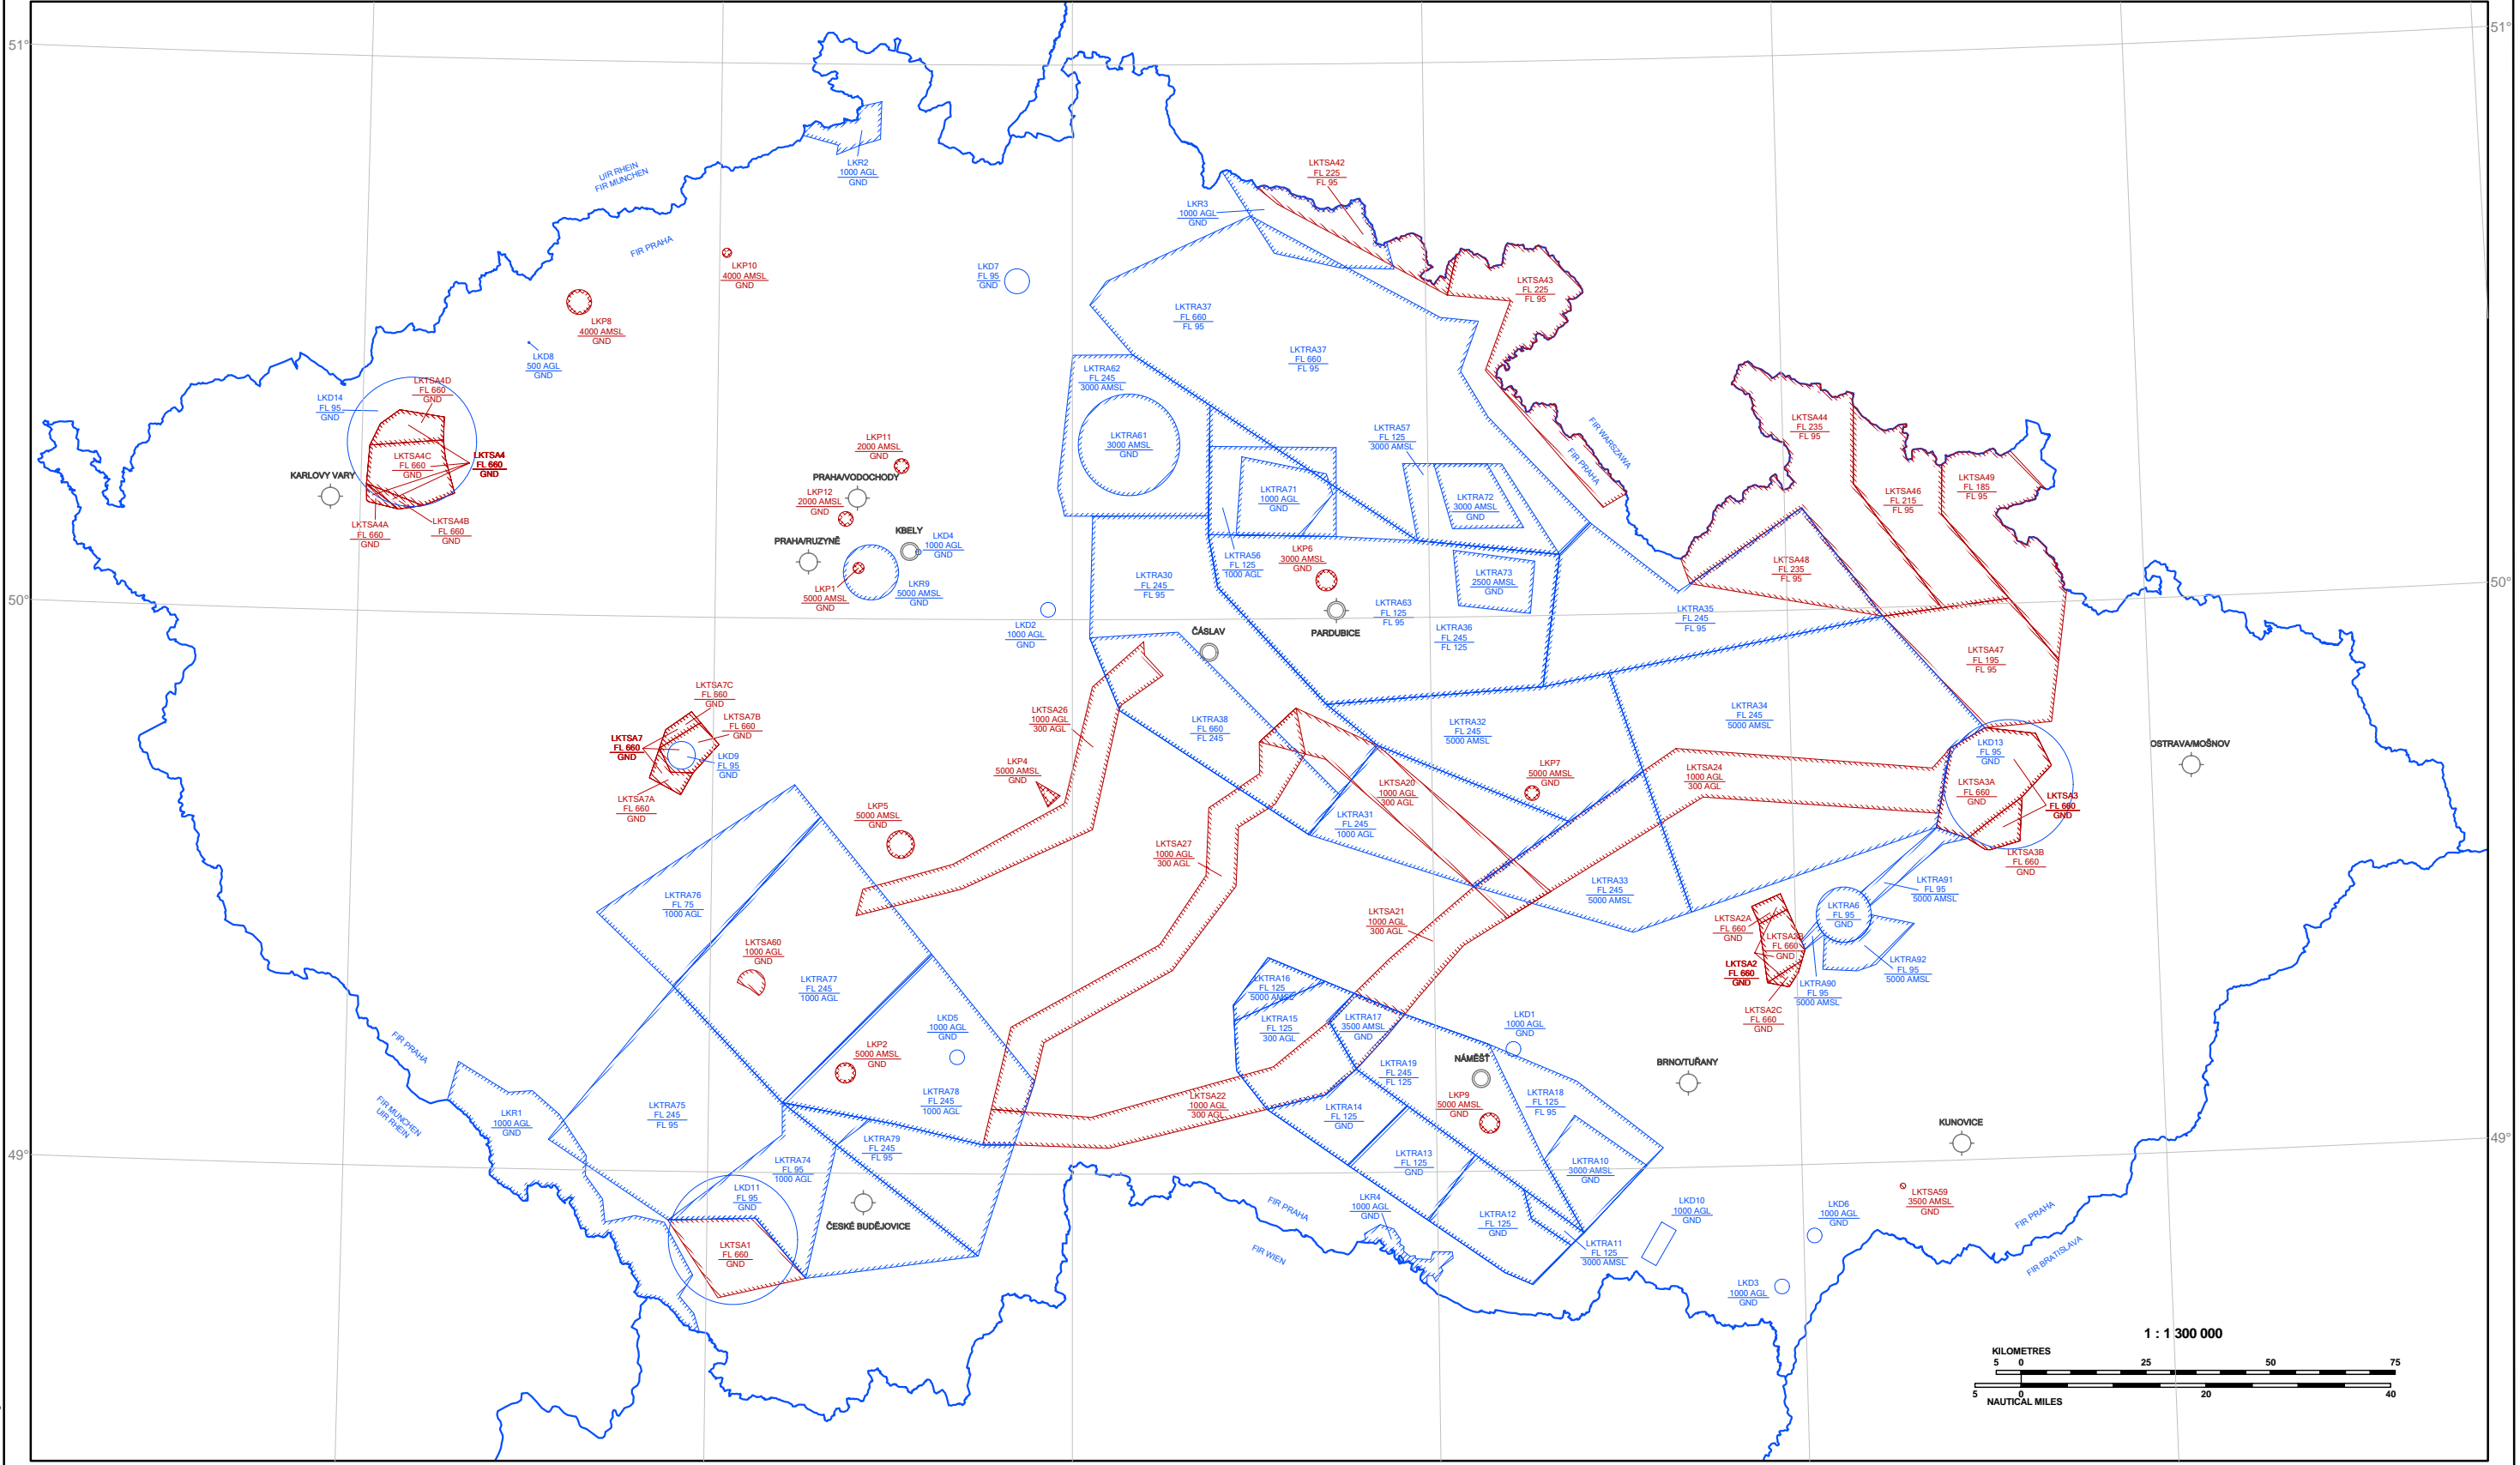 51°
51°
UIR RHEIN
FIR MUNCHEN
FIR PRAHA
LKR2
1000 AGL
GND
LKTSA42
FL 225
FL 95
LKR3
1000 AGL
GND
LKP10
4000 AMSL
GND
LKD7
FL 95
GND
LKTSA43
FL 225
FL 95
LKP8
4000 AMSL
GND
LKTRA37
FL 660
FL 95
LKD8
500 AGL
GND
LKTRA37
FL 660
FL 95
LKTRA62
FL 245
3000 AMSL
LKTSA4D
FL 660
GND
LKD14
FL 95
GND
LKTSA4C
FL 660
GND
LKTSA4
FL 660
GND
KARLOVY VARY
LKTSA4A
FL 660
GND
LKTSA4B
FL 660
GND
LKP11
2000 AMSL
GND
PRAHA/VODOCHODY
LKP12
2000 AMSL
GND
KBELY
LKD4
1000 AGL
GND
PRAHA/RUZYNĚ
LKP1
5000 AMSL
GND
LKR9
5000 AMSL
GND
LKTRA61
3000 AMSL
GND
LKTRA57
FL 125
3000 AMSL
FIR WARSZAWA
FIR PRAHA
LKTSA44
FL 235
FL 95
LKTSA46
FL 215
FL 95
LKTSA49
FL 185
FL 95
LKTRA71
1000 AGL
GND
LKTRA72
3000 AMSL
GND
LKTRA56
FL 125
1000 AGL
LKP6
3000 AMSL
GND
LKTRA73
2500 AMSL
GND
LKTSA48
FL 235
FL 95
LKTRA30
FL 245
FL 95
50°
50°
LKD2
1000 AGL
GND
ČÁSLAV
PARDUBICE
LKTRA63
FL 125
FL 95
LKTRA36
FL 245
FL 125
LKTRA35
FL 245
FL 95
LKTSA47
FL 195
FL 95
LKTSA7C
FL 660
GND
LKTSA7B
FL 660
GND
LKTSA7
FL 660
GND
LKD9
FL 95
GND
LKTSA7A
FL 660
GND
LKTSA26
1000 AGL
300 AGL
LKTRA38
FL 660
FL 245
LKTRA32
FL 245
5000 AMSL
LKTRA34
FL 245
5000 AMSL
OSTRAVA/MOŠNOV
LKP4
5000 AMSL
GND
LKP5
5000 AMSL
GND
LKTSA20
1000 AGL
300 AGL
LKP7
5000 AMSL
GND
LKTSA24
1000 AGL
300 AGL
LKD13
FL 95
GND
LKTSA3A
FL 660
GND
LKTSA3
FL 660
GND
LKTSA3B
FL 660
GND
LKTRA31
FL 245
1000 AGL
LKTSA27
1000 AGL
300 AGL
LKTRA33
FL 245
5000 AMSL
LKTRA91
FL 95
5000 AMSL
LKTRA76
FL 75
1000 AGL
LKTSA21
1000 AGL
300 AGL
LKTSA2A
FL 660
GND
LKTRA6
FL 95
GND
LKTSA2B
FL 660
GND
LKTSA2
FL 660
GND
LKTRA92
FL 95
5000 AMSL
LKTSA60
1000 AGL
GND
LKTRA77
FL 245
1000 AGL
LKTRA16
FL 125
5000 AMSL
LKTRA90
FL 95
5000 AMSL
LKTSA2C
FL 660
GND
LKD5
1000 AGL
GND
LKTRA15
FL 125
300 AGL
LKTRA17
3500 AMSL
GND
LKD1
1000 AGL
GND
FIR PRAHA
LKP2
5000 AMSL
GND
NÁMĚŠŤ
BRNO/TUŘANY
LKTRA19
FL 245
FL 125
FIR MUNCHEN
UIR RHEIN
LKR1
1000 AGL
GND
LKTRA75
FL 245
FL 95
LKTRA78
FL 245
1000 AGL
LKTSA22
1000 AGL
300 AGL
LKTRA14
FL 125
GND
LKP9
5000 AMSL
GND
LKTRA18
FL 125
FL 95
KUNOVICE
49°
49°
LKTRA79
FL 245
FL 95
LKTRA74
FL 95
1000 AGL
LKTRA13
FL 125
GND
LKTRA10
3000 AMSL
GND
LKD11
FL 95
GND
ČESKÉ BUDĚJOVICE
LKTSA1
FL 660
GND
FIR PRAHA
LKR4
1000 AGL
GND
LKTRA12
FL 125
GND
FIR WIEN
LKTRA11
FL 125
3000 AMSL
LKD10
1000 AGL
GND
LKD6
1000 AGL
GND
LKTSA59
3500 AMSL
GND
FIR PRAHA
FIR BRATISLAVA
LKD3
1000 AGL
GND
1 : 1 300 000
KILOMETRES
5 0 25 50 75
5 0 20 40
NAUTICAL MILES